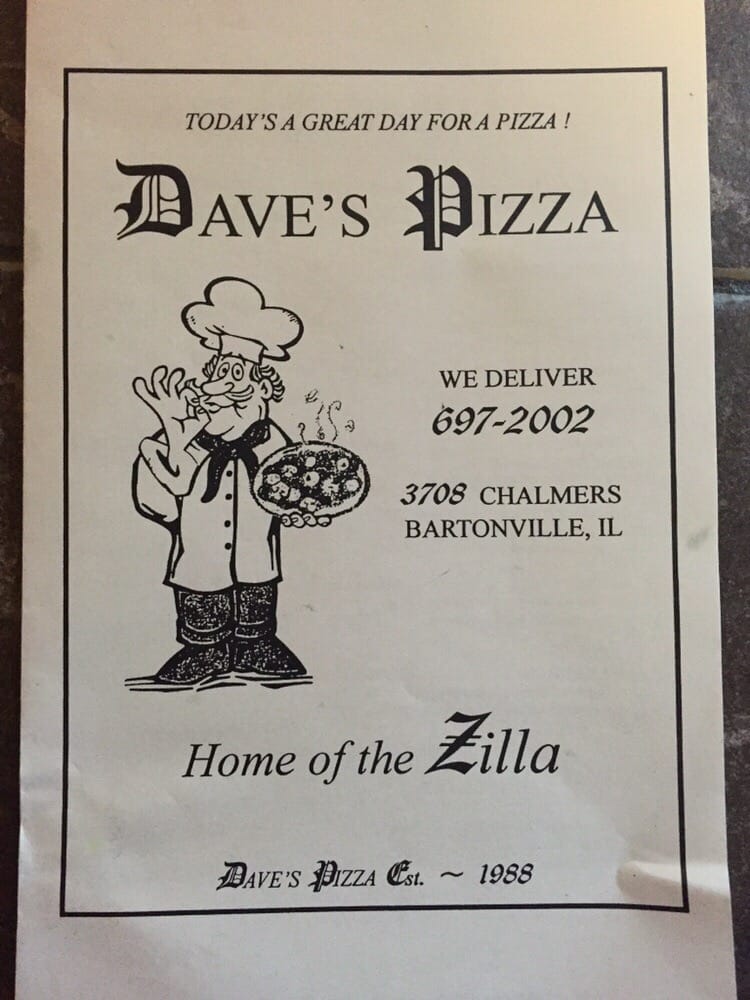 TODAY'S A GREAT DAY FOR A PIZZA !
DAVE'S PIZZA
WE DELIVER
697-2002
3708 CHALMERS
BARTONVILLE, IL
Home of the Zilla
DAVE'S PIZZA Est. ~ 1988